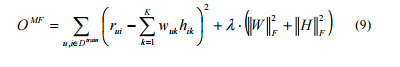 O^{MF} = \sum_{u,i \in D^{train}} \left( r_{ui} - \sum_{k=1}^{K} w_{uk} h_{ik} \right)^2 + \lambda \cdot \left( \|W\|_F^2 + \|H\|_F^2 \right) (9)